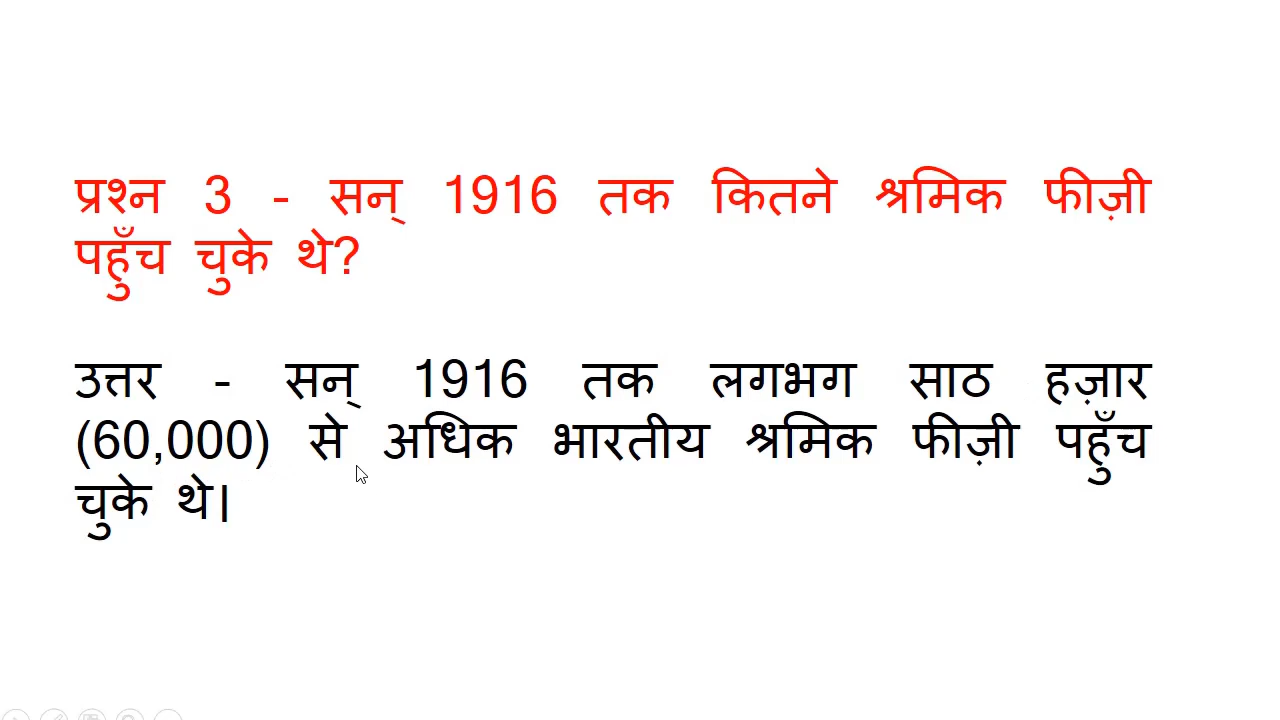 प्रश्न 3 - सन् 1916 तक कितने श्रमिक फीज़ी
पहुँच चुके थे?
उत्तर - सन् 1916 तक लगभग साठ हज़ार
(60,000) से अधिक भारतीय श्रमिक फीज़ी पहुँच
चुके थे।